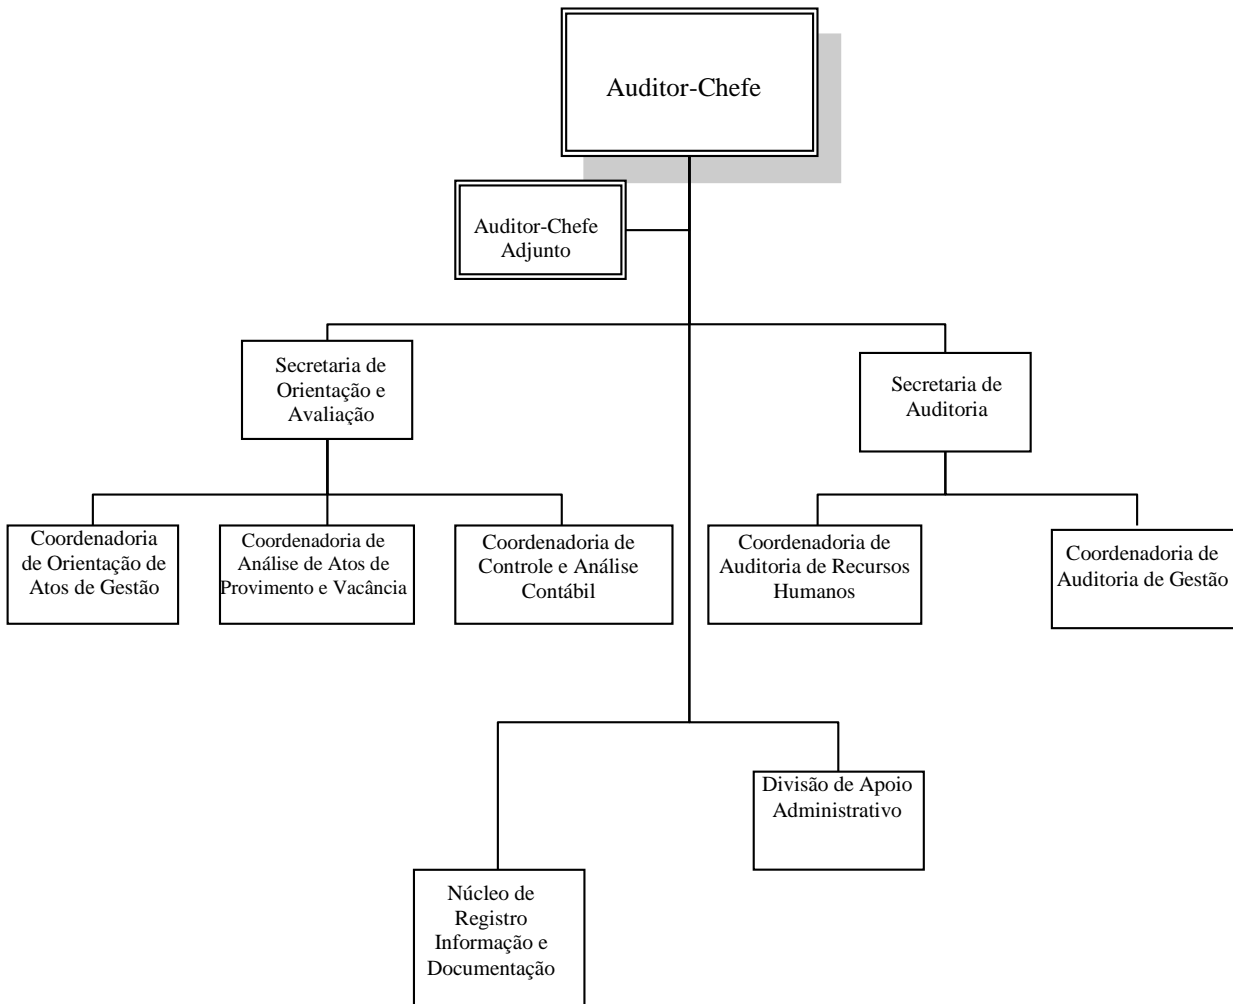 Auditor-Chefe
Auditor-Chefe
Adjunto
Secretaria de
Orientação e
Avaliação
Secretaria de
Auditoria
Coordenadoria
de Orientação de
Atos de Gestão
Coordenadoria de
Análise de Atos de
Provimento e Vacância
Coordenadoria de
Controle e Análise
Contábil
Coordenadoria de
Auditoria de Recursos
Humanos
Coordenadoria de
Auditoria de Gestão
Divisão de Apoio
Administrativo
Núcleo de
Registro
Informação e
Documentação